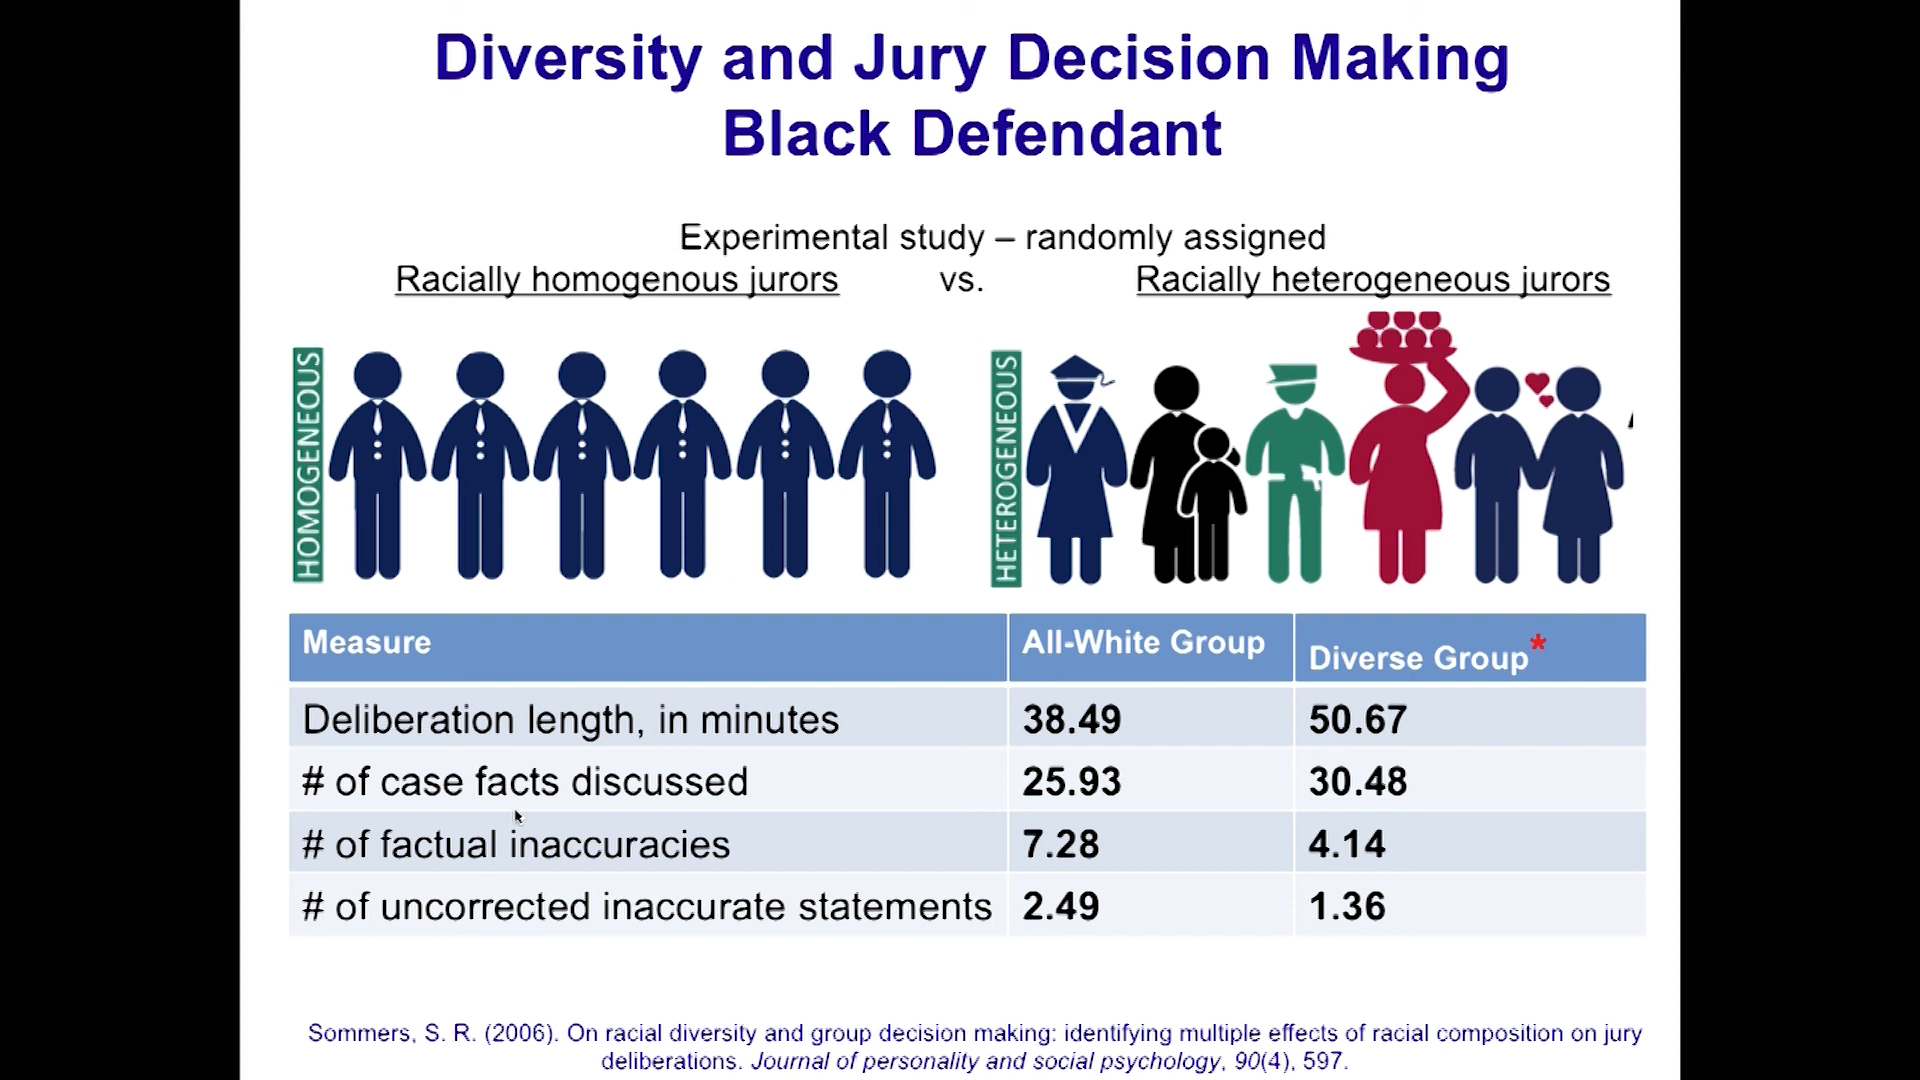 Diversity and Jury Decision Making
Black Defendant
Experimental study – randomly assigned
Racially homogenous jurors vs. Racially heterogeneous jurors
HOMOGENEOUS
HETEROGENEOUS
Measure All-White Group Diverse Group*
Deliberation length, in minutes 38.49 50.67
# of case facts discussed 25.93 30.48
# of factual inaccuracies 7.28 4.14
# of uncorrected inaccurate statements 2.49 1.36
Sommers, S. R. (2006). On racial diversity and group decision making: identifying multiple effects of racial composition on jury
deliberations. Journal of personality and social psychology, 90(4), 597.